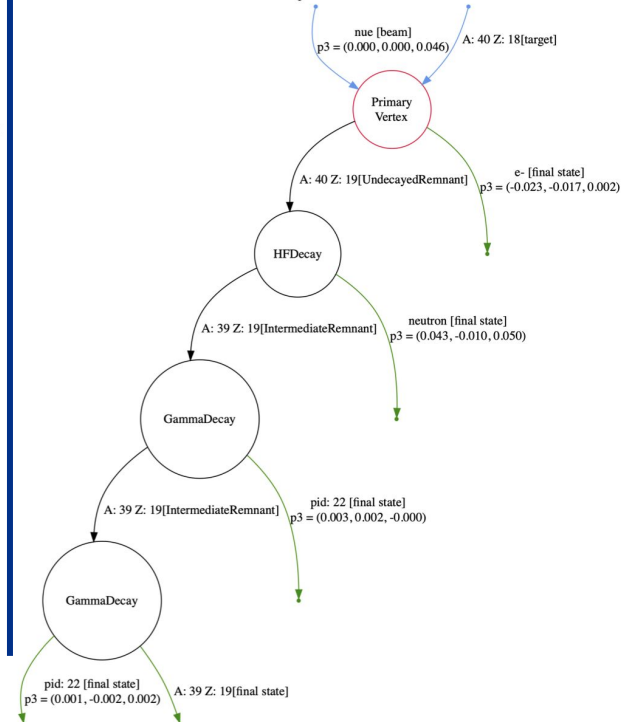 nue [beam]
p3 = (0.000, 0.000, 0.046)
A: 40 Z: 18[target]
Primary
Vertex
A: 40 Z: 19[UndecayedRemnant]
e- [final state]
p3 = (-0.023, -0.017, 0.002)
HFDecay
A: 39 Z: 19[IntermediateRemnant]
neutron [final state]
p3 = (0.043, -0.010, 0.050)
GammaDecay
A: 39 Z: 19[IntermediateRemnant]
pid: 22 [final state]
p3 = (0.003, 0.002, -0.000)
GammaDecay
pid: 22 [final state]
p3 = (0.001, -0.002, 0.002)
A: 39 Z: 19[final state]